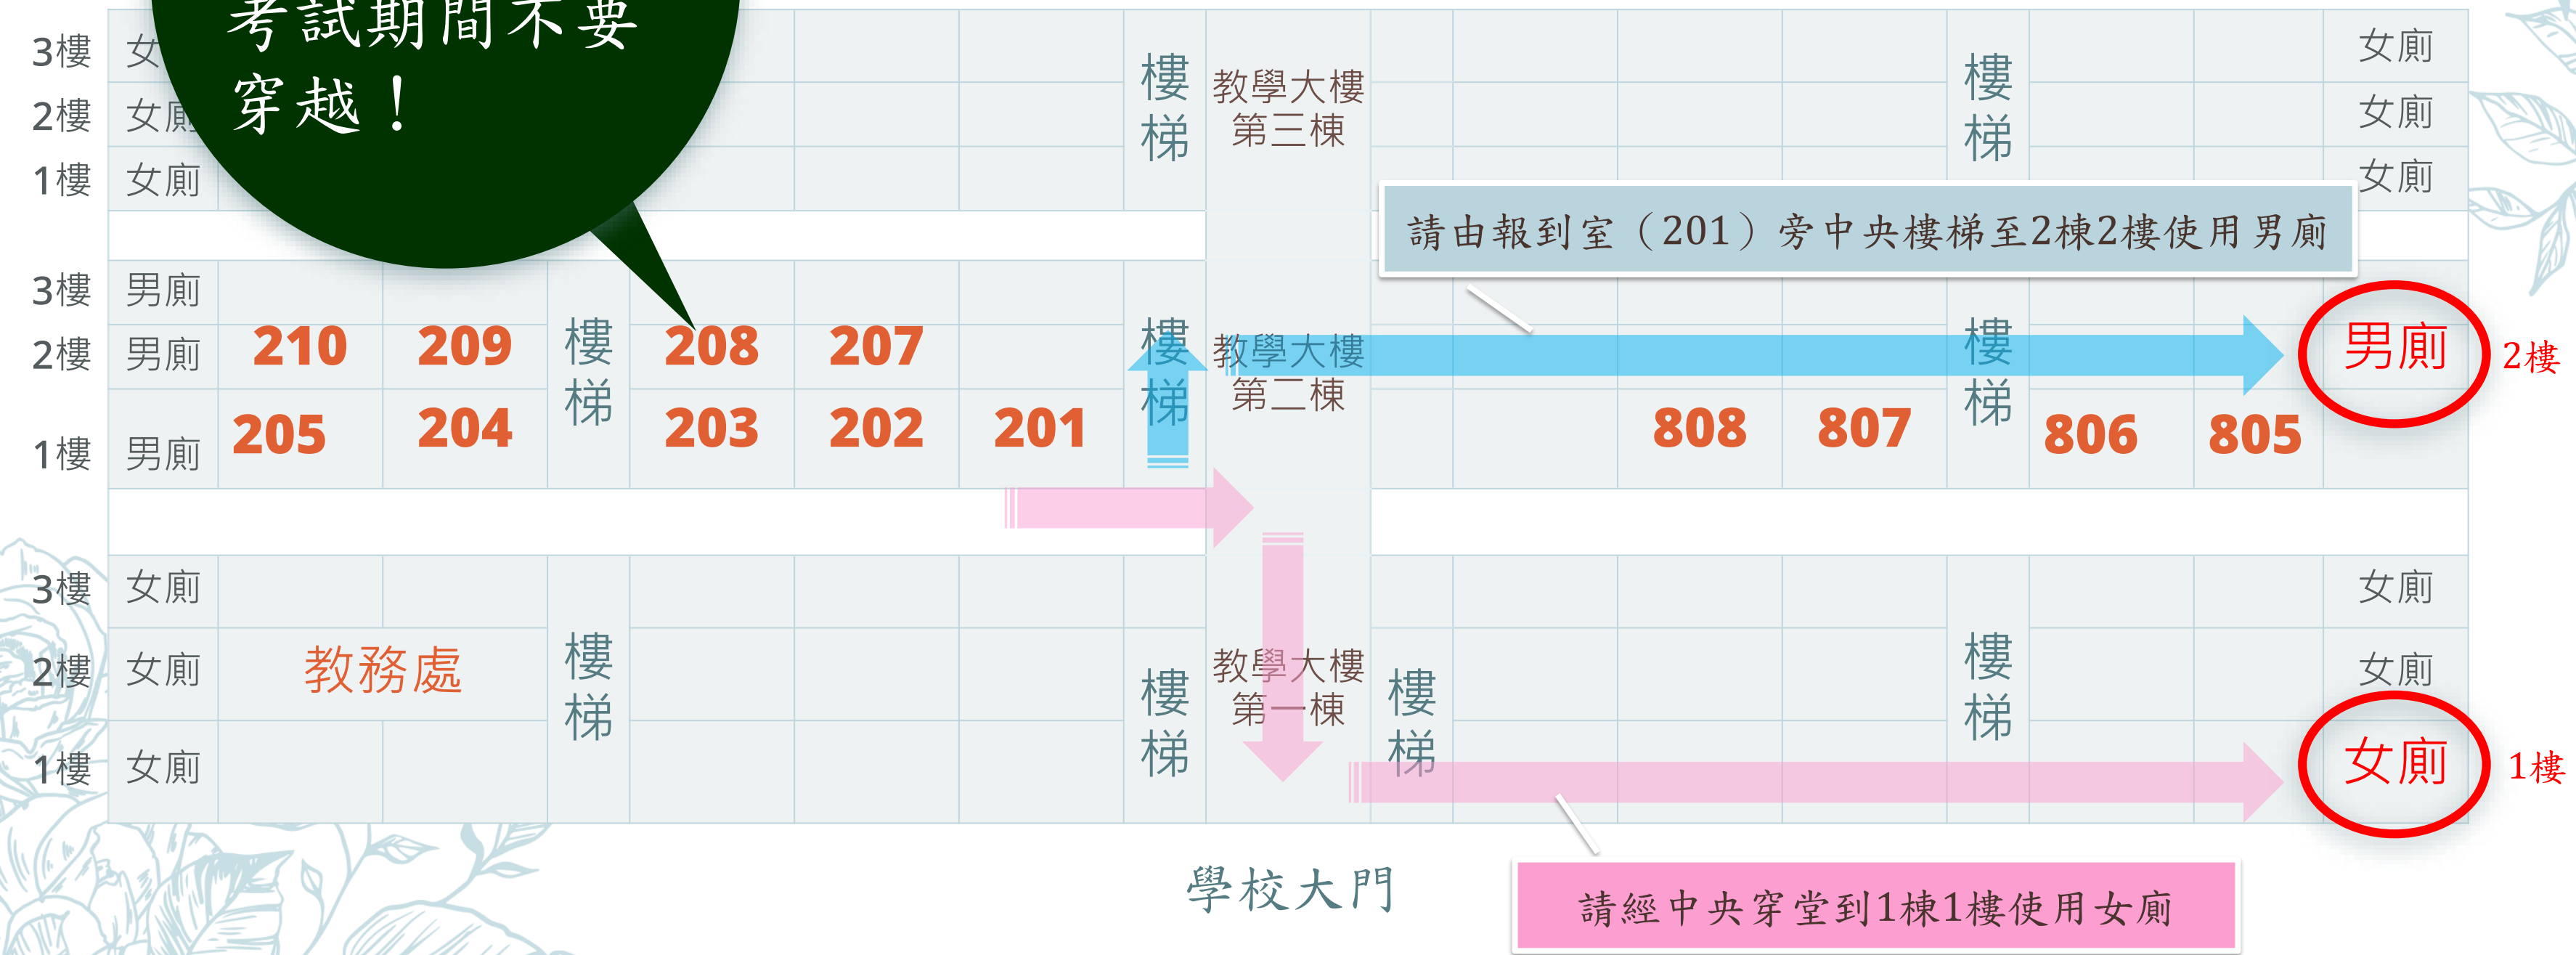 考試期間不要
穿越！
3樓 女 樓梯 教學大樓 第三棟 樓梯 女廁
2樓 女廁 女廁
1樓 女廁 女廁
請由報到室（201）旁中央樓梯至2棟2樓使用男廁
3樓 男廁
2樓 男廁 210 209 樓梯 208 207 樓梯 教學大樓 第二棟 樓梯 男廁 2樓
1樓 男廁 205 204 203 202 201 808 807 806 805
3樓 女廁 女廁
2樓 女廁 教務處 樓梯 樓梯 教學大樓 第一棟 樓梯 樓梯 女廁
1樓 女廁 女廁 1樓
學校大門
請經中央穿堂到1棟1樓使用女廁